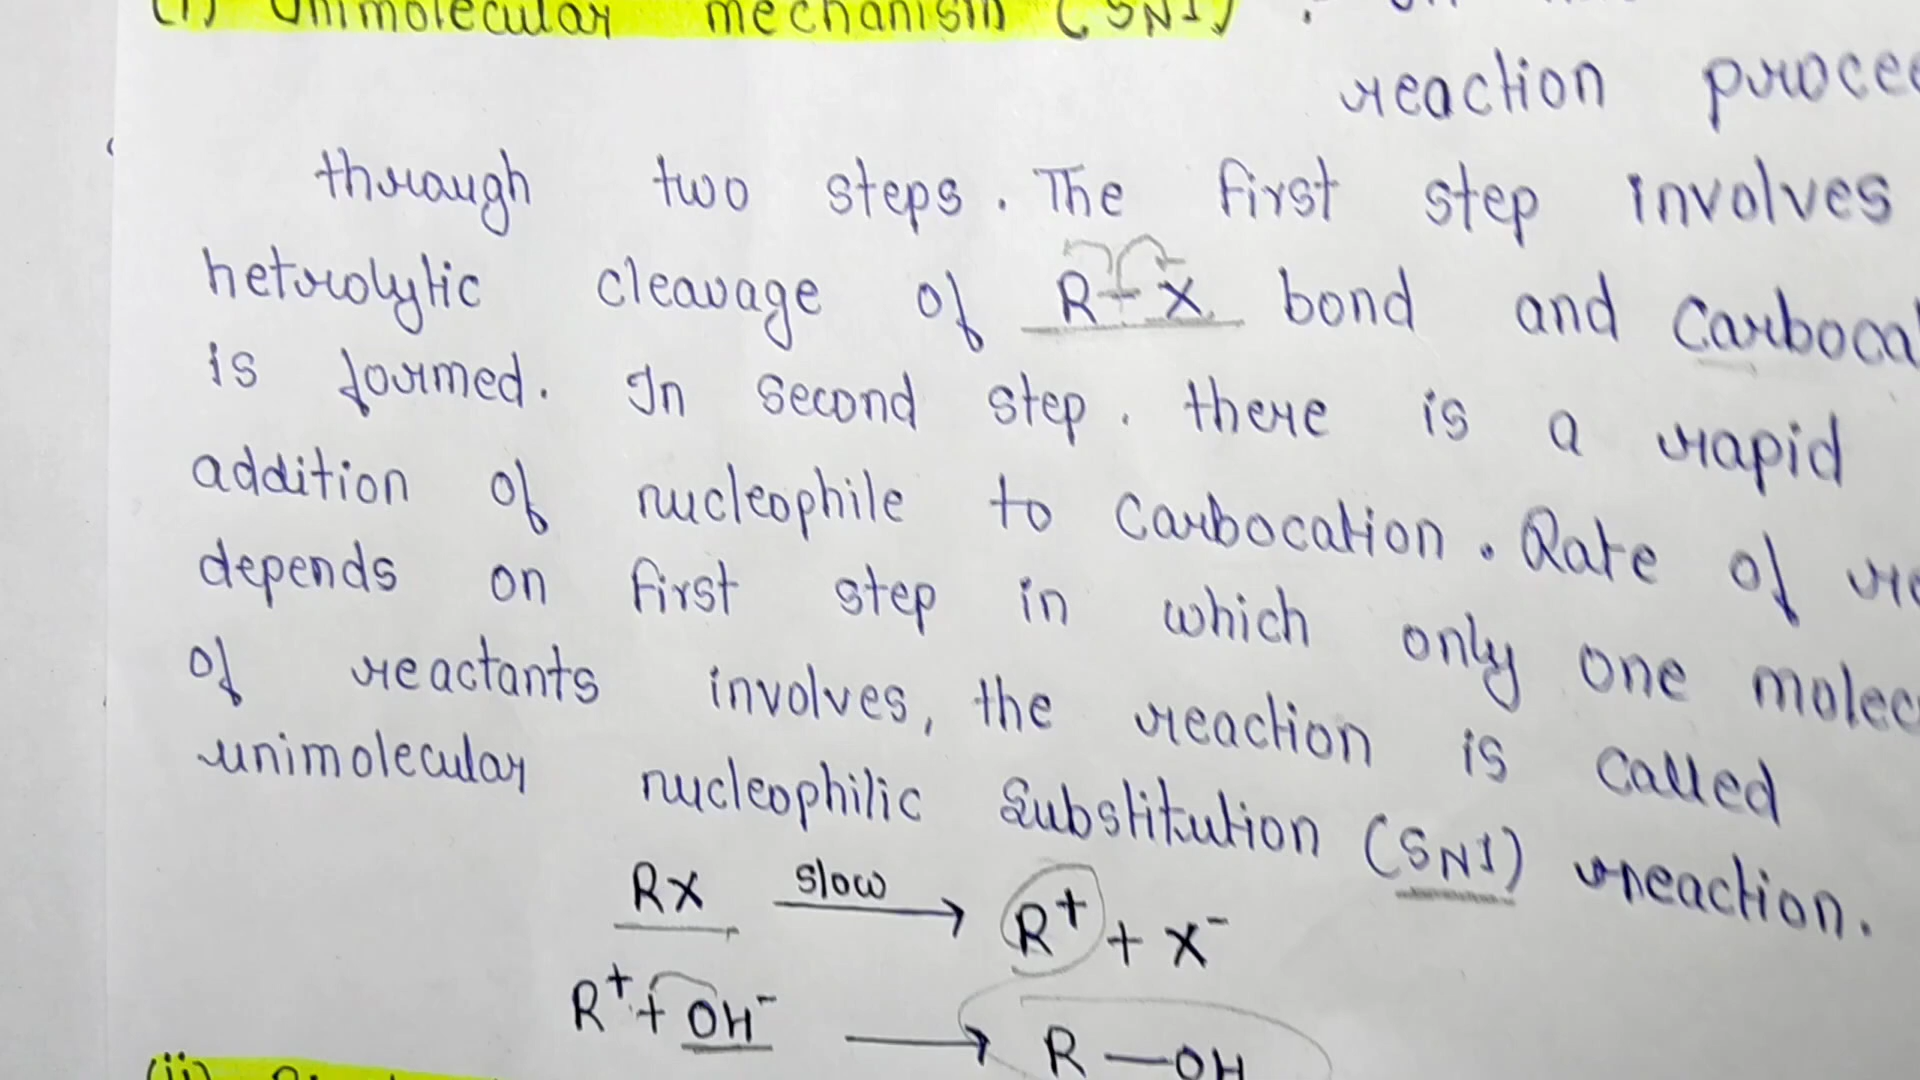 (i) Unimolecular mechanism (SN1) :
reaction
through two steps. The first step involves
hetrolytic cleavage of R-X bond and
is formed. In second step. there is a rapid
addition of nucleophile to Carbocation. Rate of
depends on first step in which only one
of reactants involves, the reaction is called
unimolecular nucleophilic Substitution (SN1) reaction.
RX slow → R⁺ + X⁻
R⁺ + OH⁻ → R—OH
(ii)